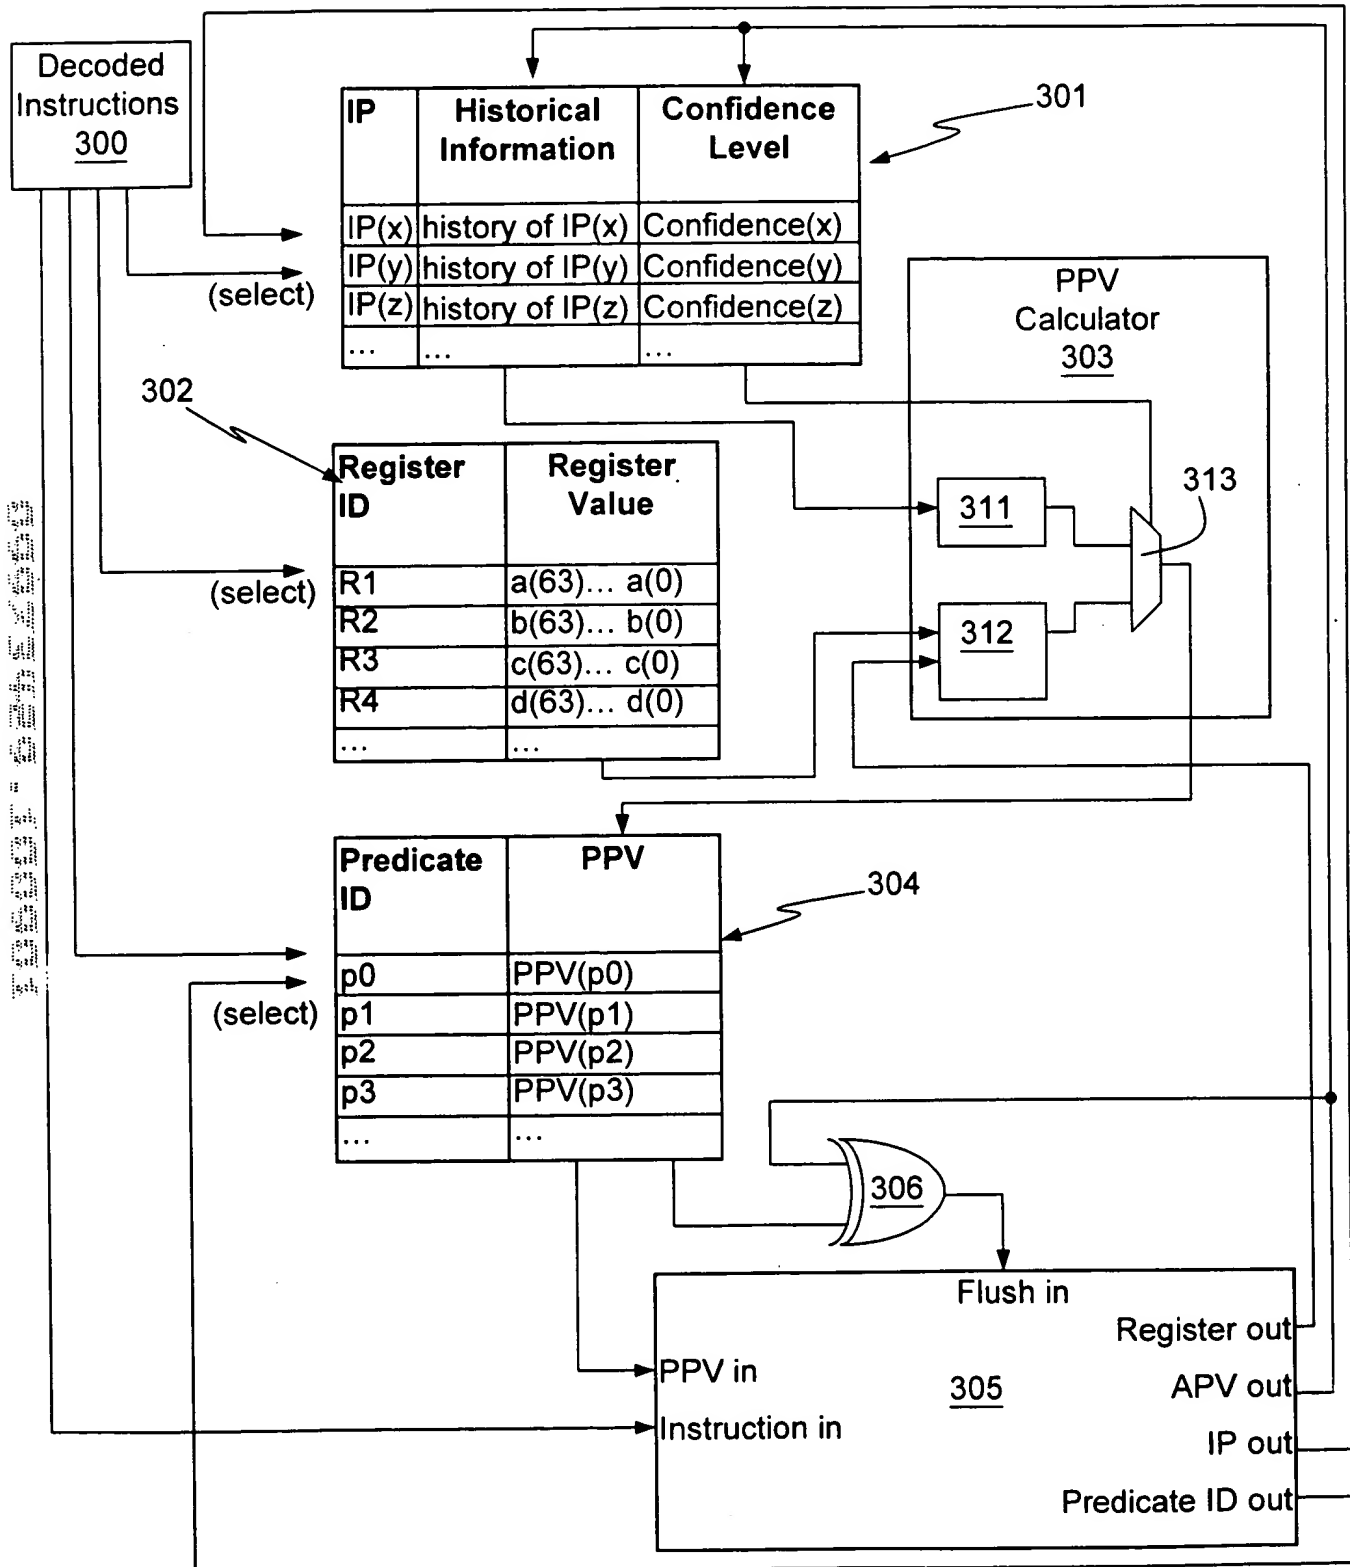 Decoded
Instructions
300
IP
Historical
Information
Confidence
Level
301
IP(x) history of IP(x) Confidence(x)
IP(y) history of IP(y) Confidence(y)
(select)
IP(z) history of IP(z) Confidence(z)
... ... ...
PPV
Calculator
303
302
Register
ID
Register
Value
311
313
312
(select)
R1 a(63)... a(0)
R2 b(63)... b(0)
R3 c(63)... c(0)
R4 d(63)... d(0)
... ...
Predicate
ID
PPV
304
p0 PPV(p0)
(select)
p1 PPV(p1)
p2 PPV(p2)
p3 PPV(p3)
... ...
306
Flush in
Register out
PPV in
305
APV out
Instruction in
IP out
Predicate ID out